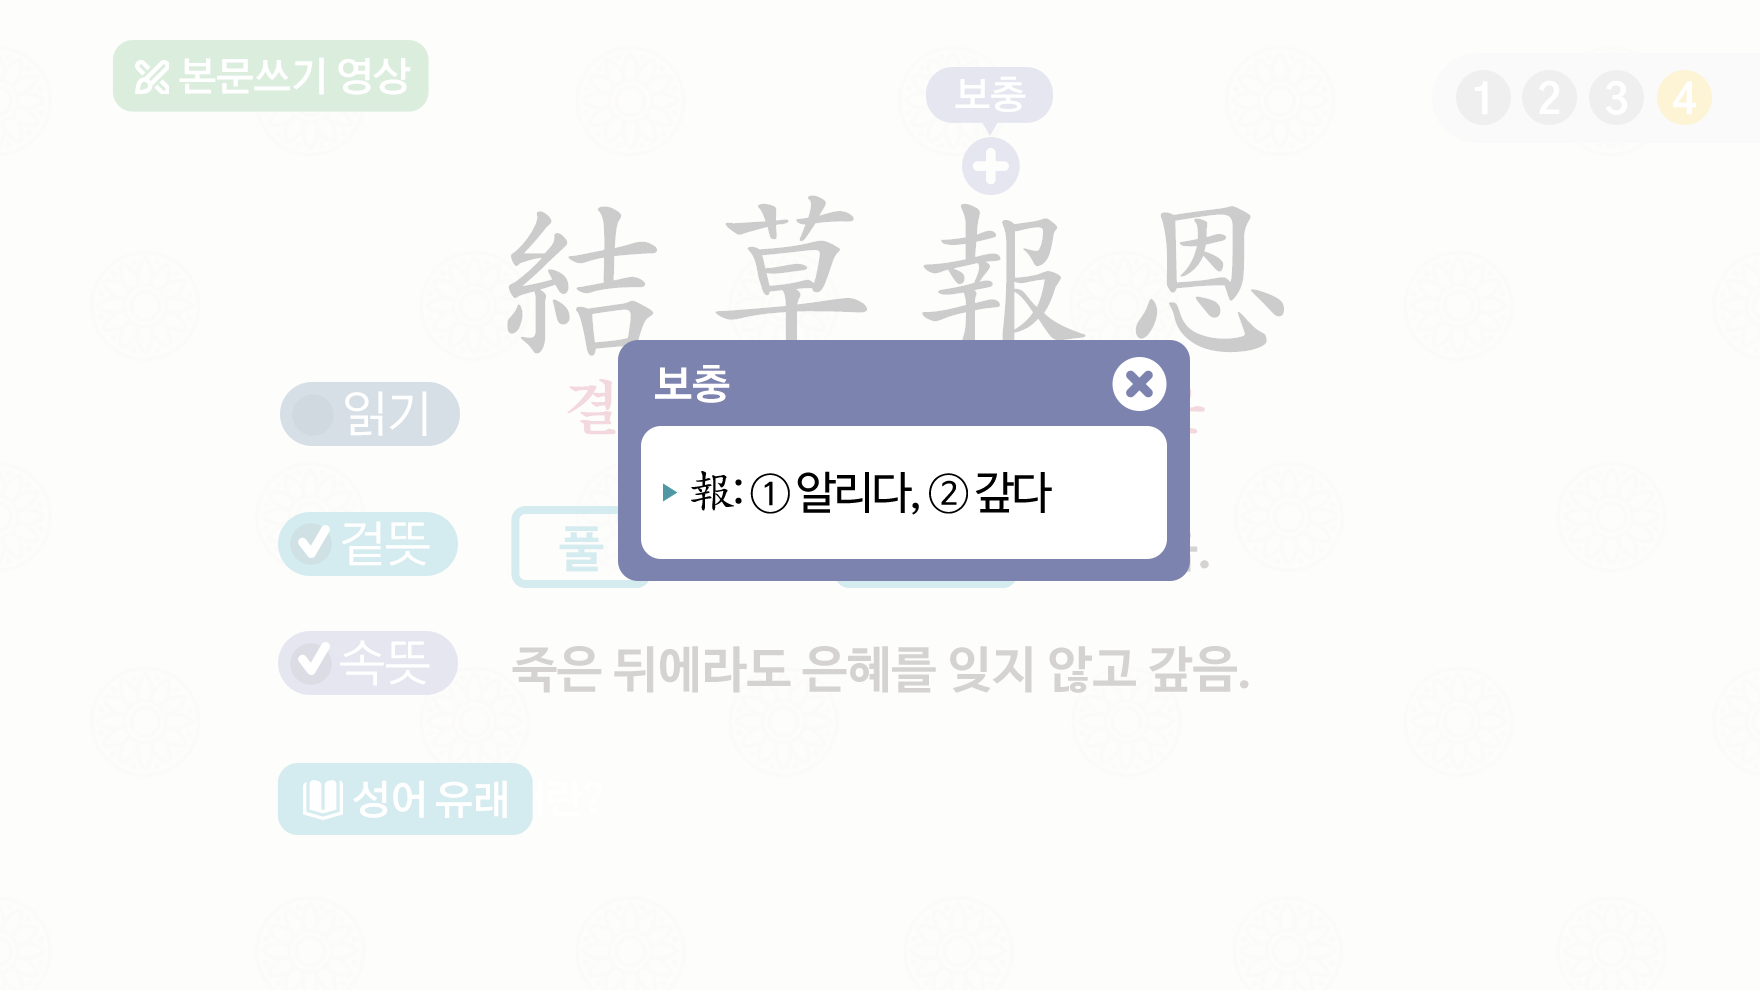 본문쓰기 영상
보충
1 2 3 4
結草報恩
읽기 결
보충
報: ① 알리다, ② 갚다
겉뜻 풀
속뜻 죽은 뒤에라도 은혜를 잊지 않고 갚음.
성어 유래